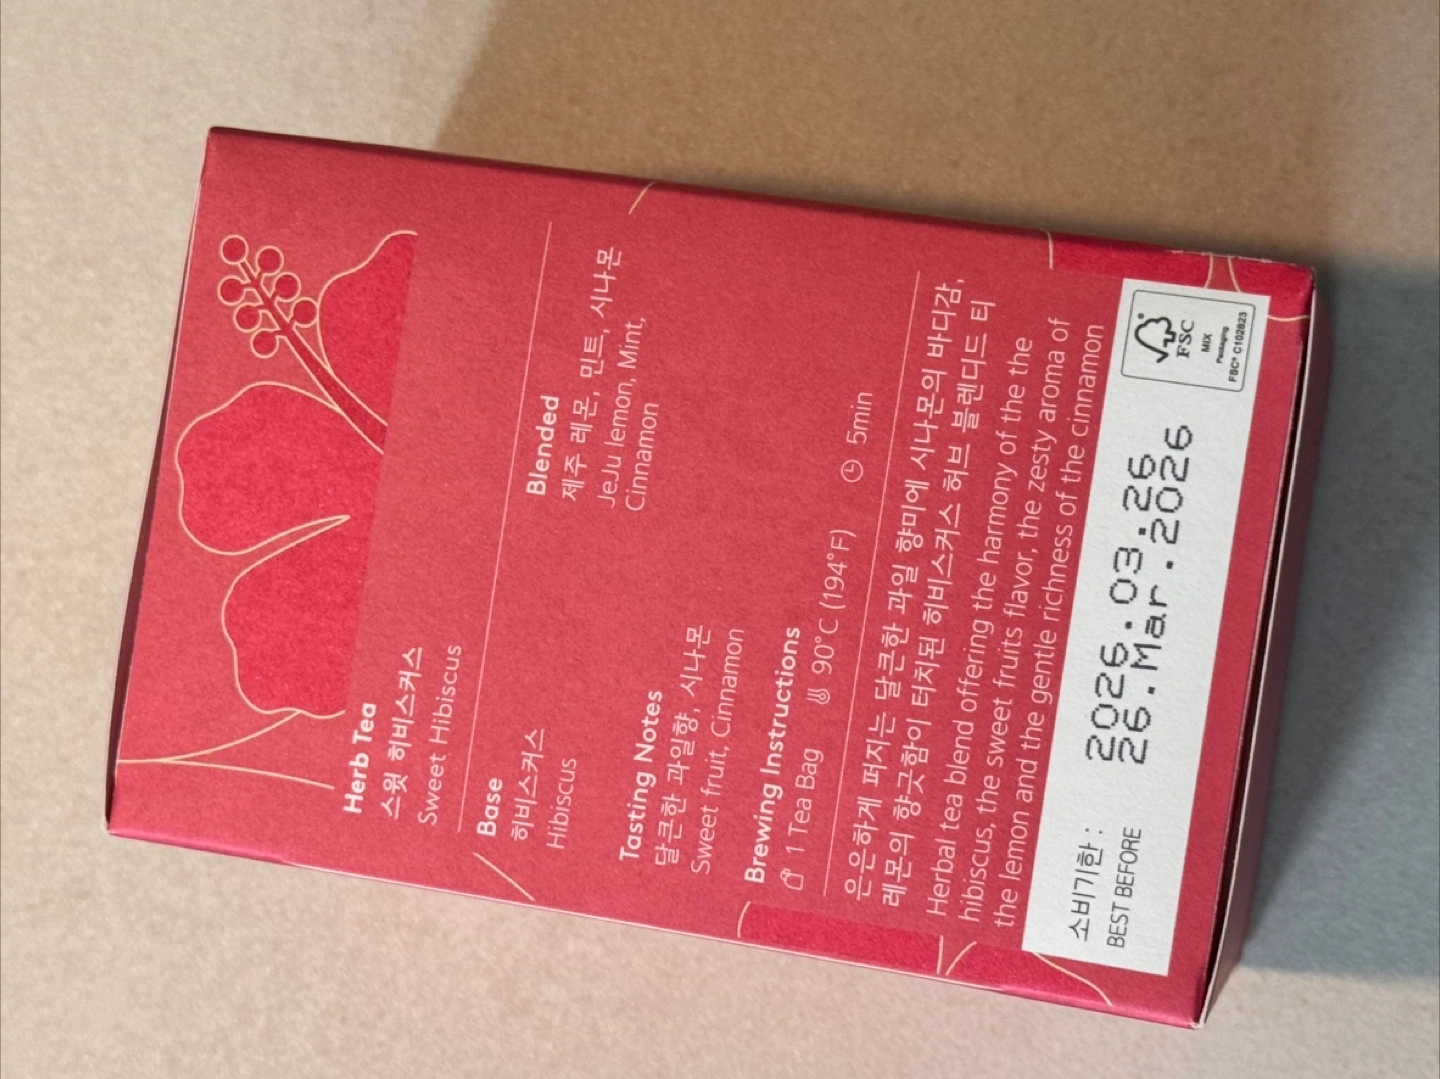 Herb Tea
스윗 히비스커스
Sweet Hibiscus
Base
히비스커스
Hibiscus
Blended
제주 레몬, 민트, 시나몬
JeJu lemon, Mint,
Cinnamon
Tasting Notes
달큰한 과일향, 시나몬
Sweet fruit, Cinnamon
Brewing Instructions
1 Tea Bag 90°C (194°F) 5min
은은하게 퍼지는 달큰한 과일 향미에 시나몬의 바디감,
레몬의 향긋함이 터치된 히비스커스 허브 블렌디드 티
Herbal tea blend offering the harmony of the the
hibiscus, the sweet fruits flavor, the zesty aroma of
the lemon and the gentle richness of the cinnamon
소비기한 : 2026.03.26
BEST BEFORE 26.Mar.2026
FSC
MIX
Packaging
FSC® C102823